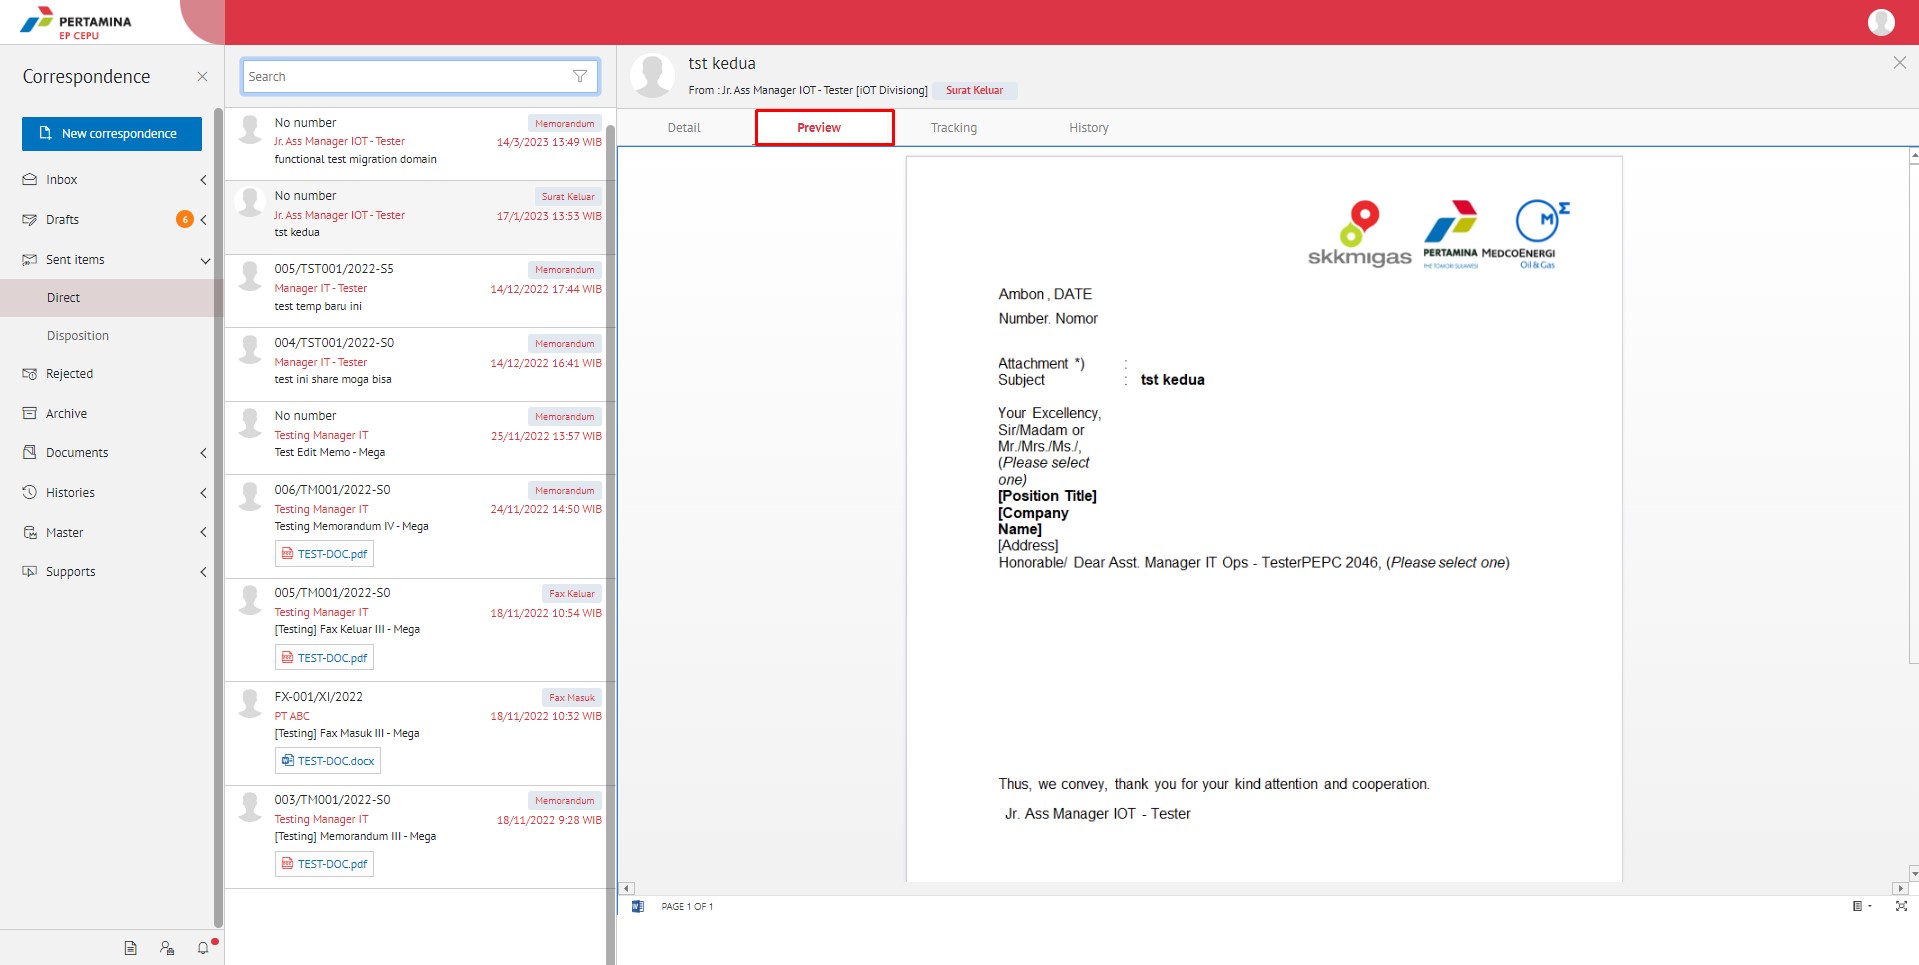 PERTAMINA
EP CEPU
Correspondence
New correspondence
Inbox
Drafts
6
Sent items
Direct
Disposition
Rejected
Archive
Documents
Histories
Master
Supports
Search
No number
Memorandum
Jr. Ass Manager IOT - Tester
14/3/2023 13:49 WIB
functional test migration domain
No number
Surat Keluar
Jr. Ass Manager IOT - Tester
17/1/2023 13:53 WIB
tst kedua
005/TST001/2022-S5
Memorandum
Manager IT - Tester
14/12/2022 17:44 WIB
test temp baru ini
004/TST001/2022-S0
Memorandum
Manager IT - Tester
14/12/2022 16:41 WIB
test ini share moga bisa
No number
Memorandum
Testing Manager IT
25/11/2022 13:57 WIB
Test Edit Memo - Mega
006/TM001/2022-S0
Memorandum
Testing Manager IT
24/11/2022 14:50 WIB
Testing Memorandum IV - Mega
TEST-DOC.pdf
005/TM001/2022-S0
Fax Keluar
Testing Manager IT
18/11/2022 10:54 WIB
[Testing] Fax Keluar III - Mega
TEST-DOC.pdf
FX-001/XI/2022
Fax Masuk
PT ABC
18/11/2022 10:32 WIB
[Testing] Fax Masuk III - Mega
TEST-DOC.docx
003/TM001/2022-S0
Memorandum
Testing Manager IT
18/11/2022 9:28 WIB
[Testing] Memorandum III - Mega
TEST-DOC.pdf
tst kedua
From : Jr. Ass Manager IOT - Tester [iOT Divisiong]
Surat Keluar
Detail
Preview
Tracking
History
skkmigas
PERTAMINA
PHE TOMORI SULAWESI
MEDCOENERGI
Oil & Gas
Ambon , DATE
Number. Nomor
Attachment *) :
Subject : tst kedua
Your Excellency,
Sir/Madam or
Mr./Mrs./Ms./,
(Please select
one)
[Position Title]
[Company
Name]
[Address]
Honorable/ Dear Asst. Manager IT Ops - TesterPEPC 2046, (Please select one)
Thus, we convey, thank you for your kind attention and cooperation.
Jr. Ass Manager IOT - Tester
PAGE 1 OF 1